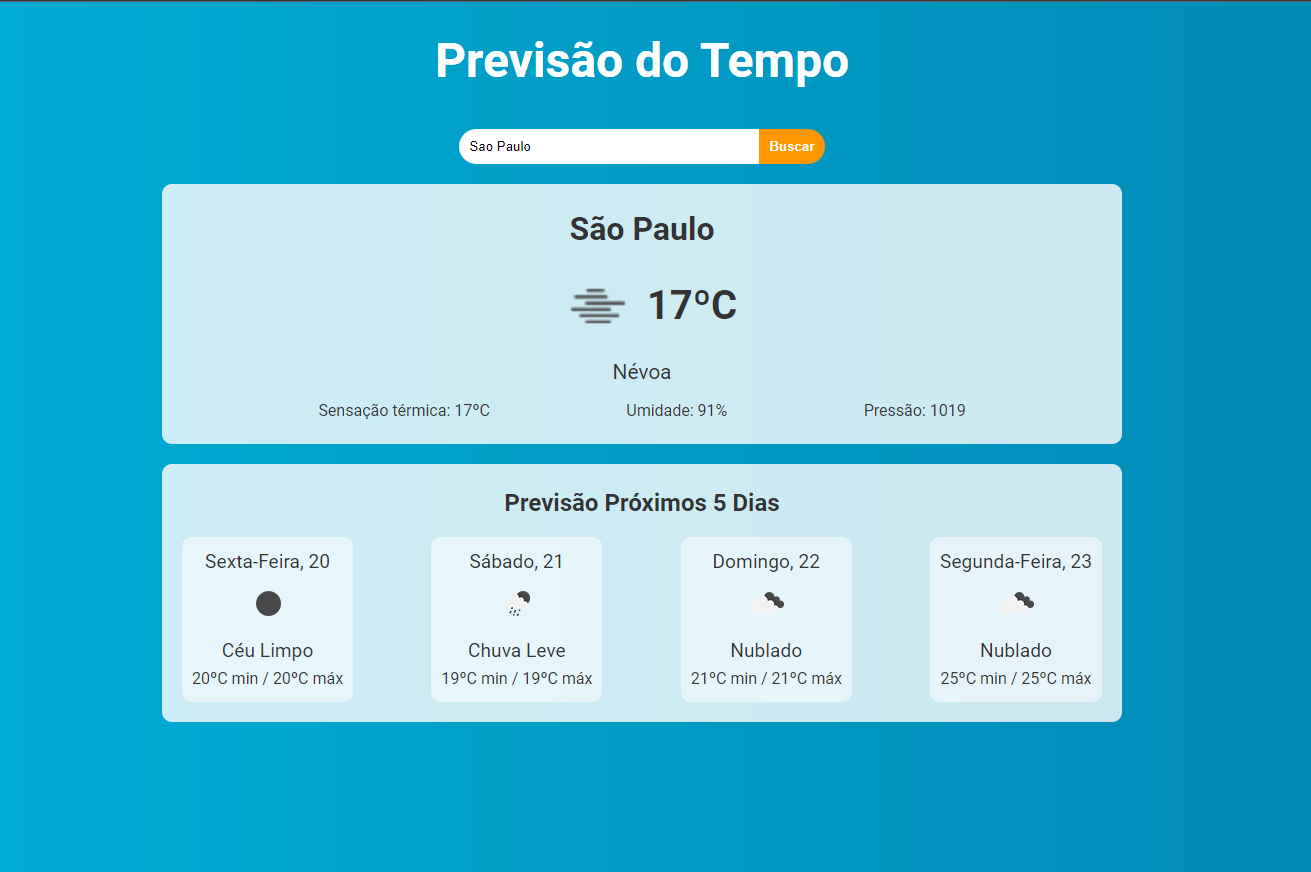 Previsão do Tempo
Sao Paulo Buscar
São Paulo
17ºC
Névoa
Sensação térmica: 17ºC Umidade: 91% Pressão: 1019
Previsão Próximos 5 Dias
Sexta-Feira, 20 Sábado, 21 Domingo, 22 Segunda-Feira, 23
Céu Limpo Chuva Leve Nublado Nublado
20ºC min / 20ºC máx 19ºC min / 19ºC máx 21ºC min / 21ºC máx 25ºC min / 25ºC máx